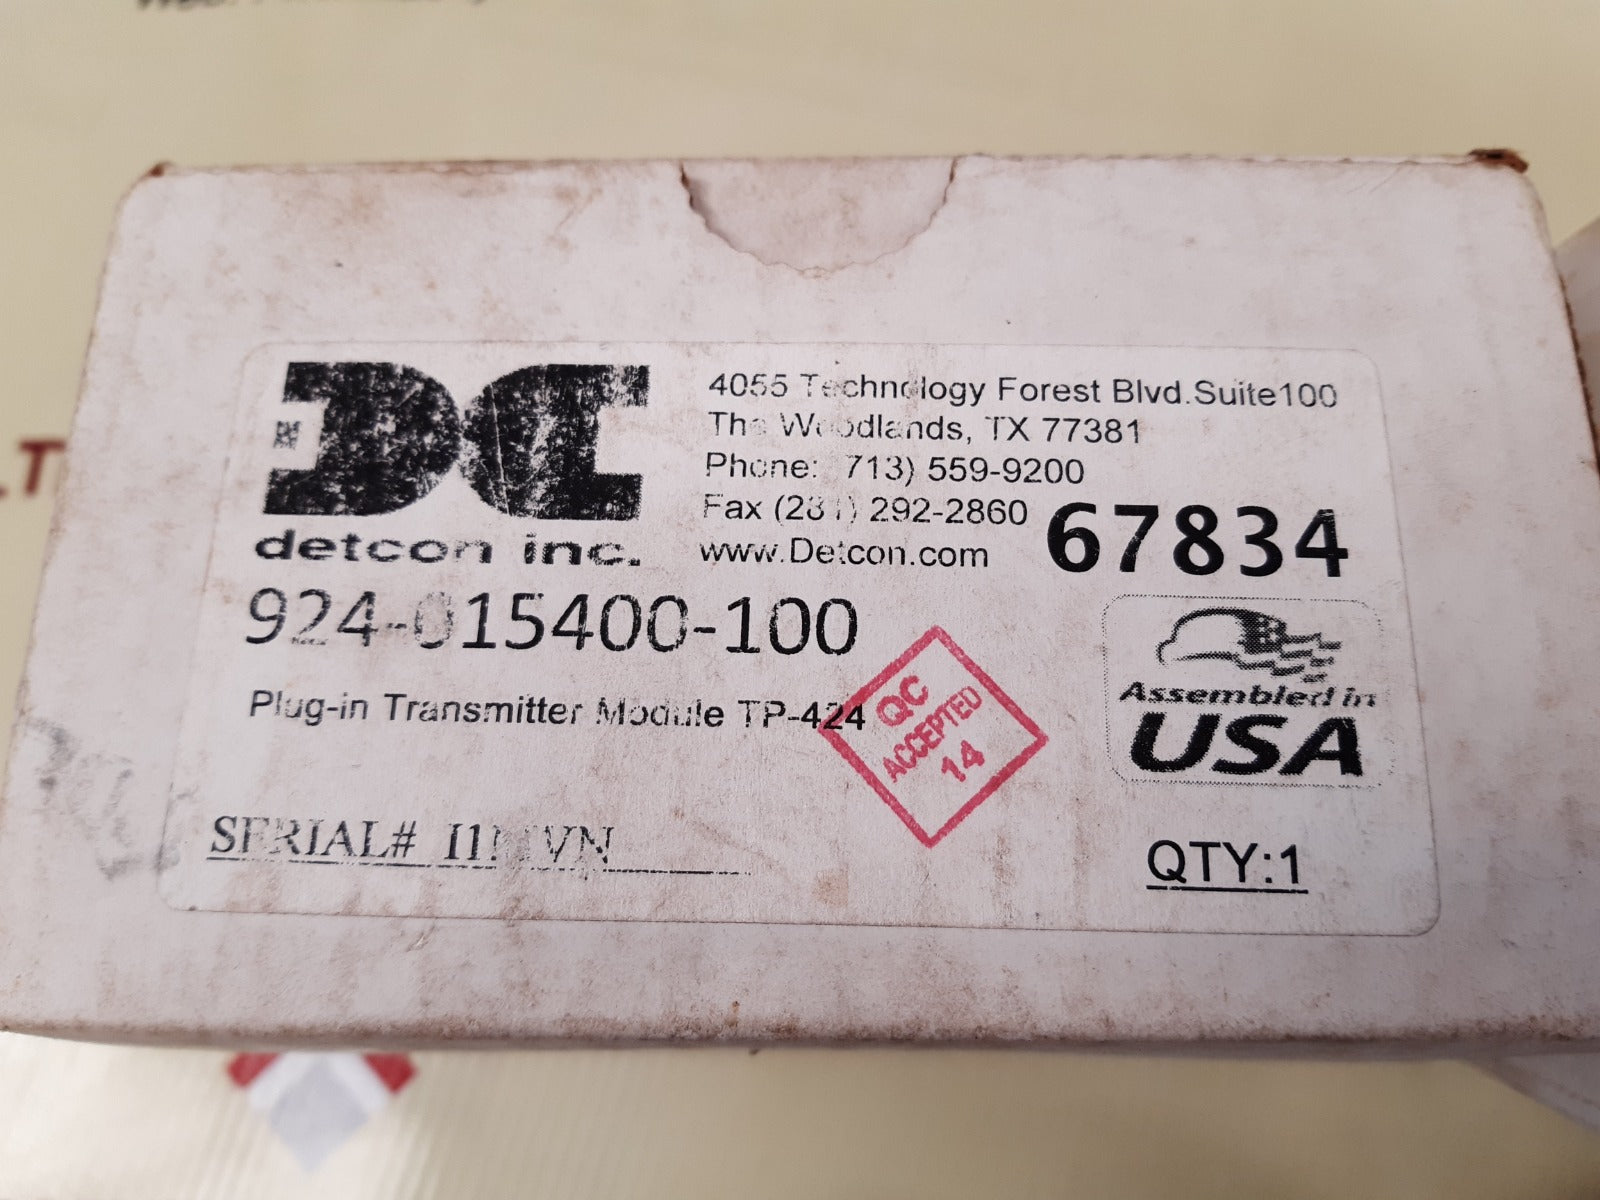 DC
detcon inc.
4055 Technology Forest Blvd.Suite100
The Woodlands, TX 77381
Phone: 713) 559-9200
Fax (281) 292-2860
www.Detcon.com
67834
924-015400-100
Plug-in Transmitter Module TP-424
QC
ACCEPTED
14
Assembled in
USA
SERIAL#
QTY:1